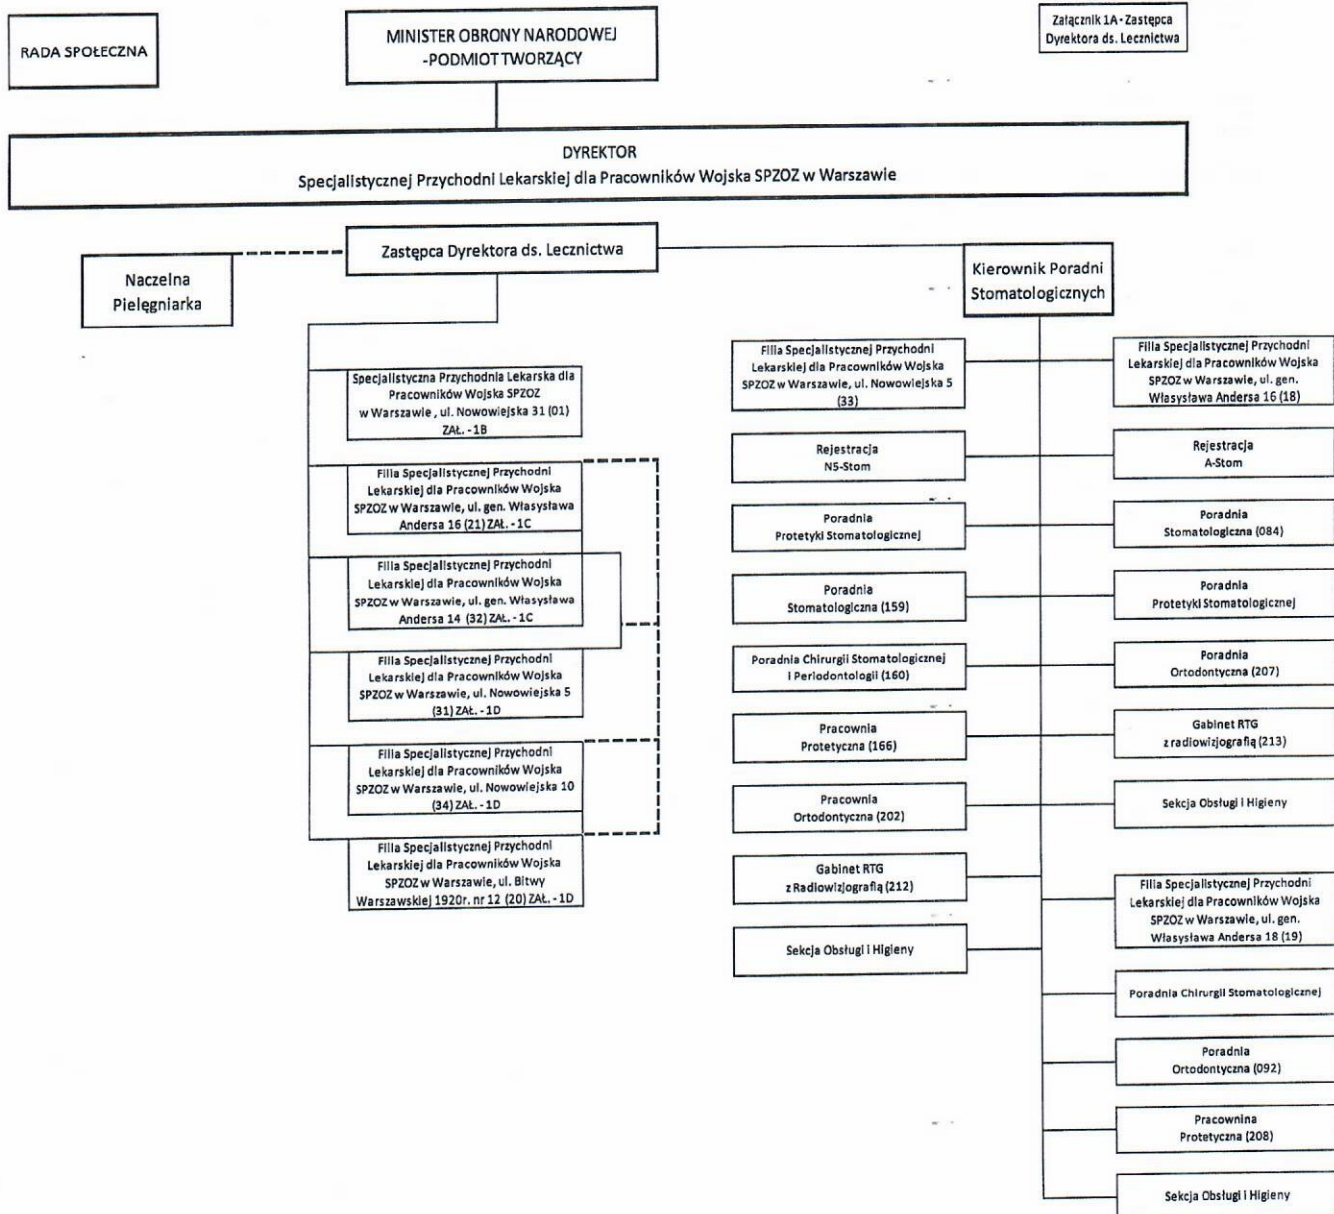 RADA SPOŁECZNA
MINISTER OBRONY NARODOWEJ
-PODMIOT TWORZĄCY
Załącznik 1A - Zastępca
Dyrektora ds. Lecznictwa
DYREKTOR
Specjalistycznej Przychodni Lekarskiej dla Pracowników Wojska SPZOZ w Warszawie
Zastępca Dyrektora ds. Lecznictwa
Naczelna
Pielęgniarka
Kierownik Poradni
Stomatologicznych
Specjalistyczna Przychodnia Lekarska dla
Pracowników Wojska SPZOZ
w Warszawie , ul. Nowowiejska 31 (01)
ZAŁ. - 1B
Filia Specjalistycznej Przychodni
Lekarskiej dla Pracowników Wojska
SPZOZ w Warszawie, ul. gen. Własysława
Andersa 16 (21) ZAŁ. - 1C
Filia Specjalistycznej Przychodni
Lekarskiej dla Pracowników Wojska
SPZOZ w Warszawie, ul. gen. Własysława
Andersa 14 (32) ZAŁ. - 1C
Filia Specjalistycznej Przychodni
Lekarskiej dla Pracowników Wojska
SPZOZ w Warszawie, ul. Nowowiejska 5
(31) ZAŁ. - 1D
Filia Specjalistycznej Przychodni
Lekarskiej dla Pracowników Wojska
SPZOZ w Warszawie, ul. Nowowiejska 10
(34) ZAŁ. - 1D
Filia Specjalistycznej Przychodni
Lekarskiej dla Pracowników Wojska
SPZOZ w Warszawie, ul. Bitwy
Warszawskiej 1920r. nr 12 (20) ZAŁ. - 1D
Filia Specjalistycznej Przychodni
Lekarskiej dla Pracowników Wojska
SPZOZ w Warszawie, ul. Nowowiejska 5
(33)
Rejestracja
N5-Stom
Poradnia
Protetyki Stomatologicznej
Poradnia
Stomatologiczna (159)
Poradnia Chirurgii Stomatologicznej
i Periodontologii (160)
Pracownia
Protetyczna (166)
Pracownia
Ortodontyczna (202)
Gabinet RTG
z Radiowizjografią (212)
Sekcja Obsługi i Higieny
Filia Specjalistycznej Przychodni
Lekarskiej dla Pracowników Wojska
SPZOZ w Warszawie, ul. gen.
Własysława Andersa 16 (18)
Rejestracja
A-Stom
Poradnia
Stomatologiczna (084)
Poradnia
Protetyki Stomatologicznej
Poradnia
Ortodontyczna (207)
Gabinet RTG
z radiowizjografią (213)
Sekcja Obsługi i Higieny
Filia Specjalistycznej Przychodni
Lekarskiej dla Pracowników Wojska
SPZOZ w Warszawie, ul. gen.
Własysława Andersa 18 (19)
Poradnia Chirurgii Stomatologicznej
Poradnia
Ortodontyczna (092)
Pracownina
Protetyczna (208)
Sekcja Obsługi i Higieny